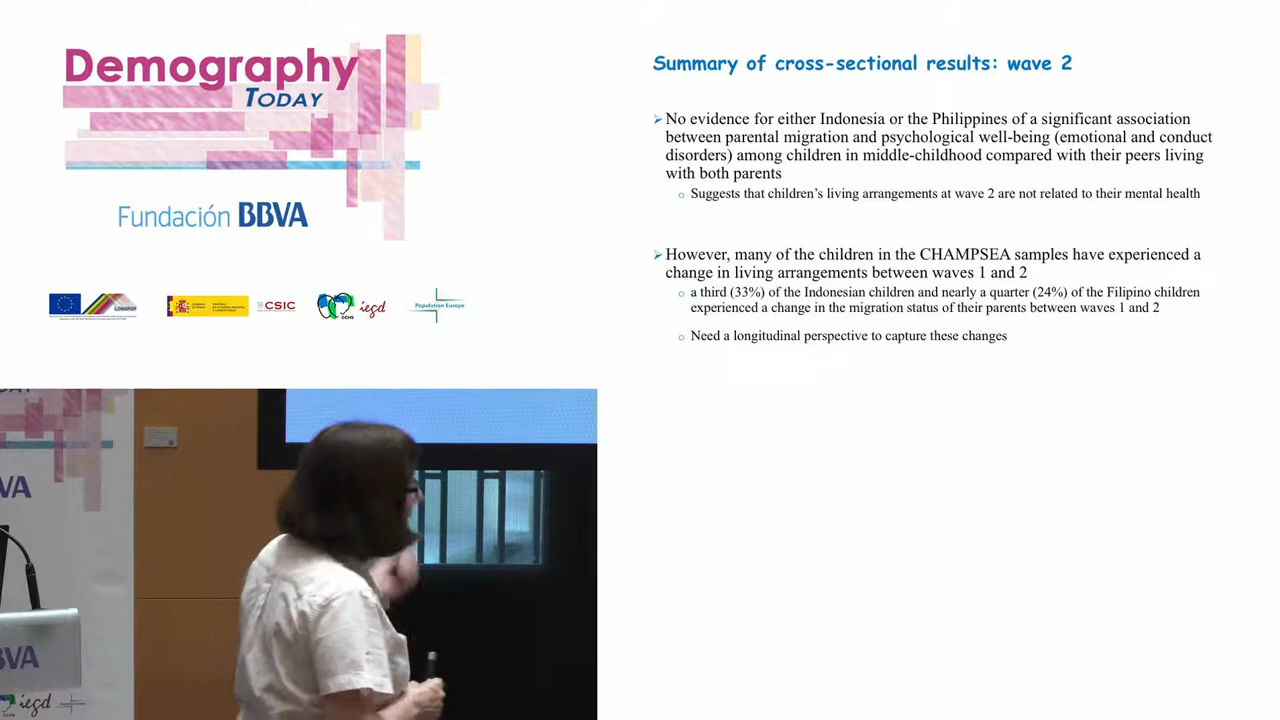 Demography
TODAY
Fundación BBVA
LONGPOP
CSIC
CCHS
iegd
Population Europe
Summary of cross-sectional results: wave 2
No evidence for either Indonesia or the Philippines of a significant association
between parental migration and psychological well-being (emotional and conduct
disorders) among children in middle-childhood compared with their peers living
with both parents
Suggests that children's living arrangements at wave 2 are not related to their mental health
However, many of the children in the CHAMPSEA samples have experienced a
change in living arrangements between waves 1 and 2
a third (33%) of the Indonesian children and nearly a quarter (24%) of the Filipino children
experienced a change in the migration status of their parents between waves 1 and 2
Need a longitudinal perspective to capture these changes
VA
VA
iegd